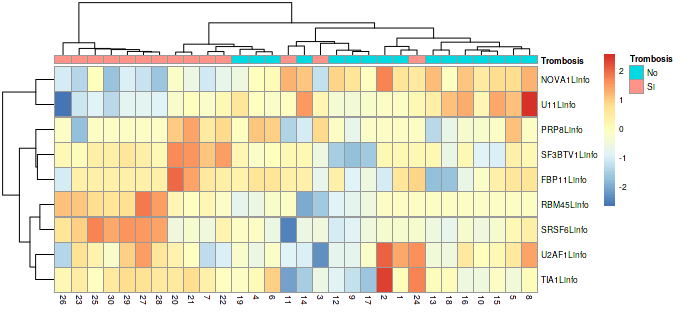 Trombosis
Trombosis
No
SI
2
1
0
-1
-2
NOVA1Linfo
U11Linfo
PRP8Linfo
SF3BTV1Linfo
FBP11Linfo
RBM45Linfo
SRSF6Linfo
U2AF1Linfo
TIA1Linfo
26 23 25 30 29 27 28 20 21 7 22 19 4 6 11 14 3 12 9 17 2 1 24 13 18 16 10 15 5 8